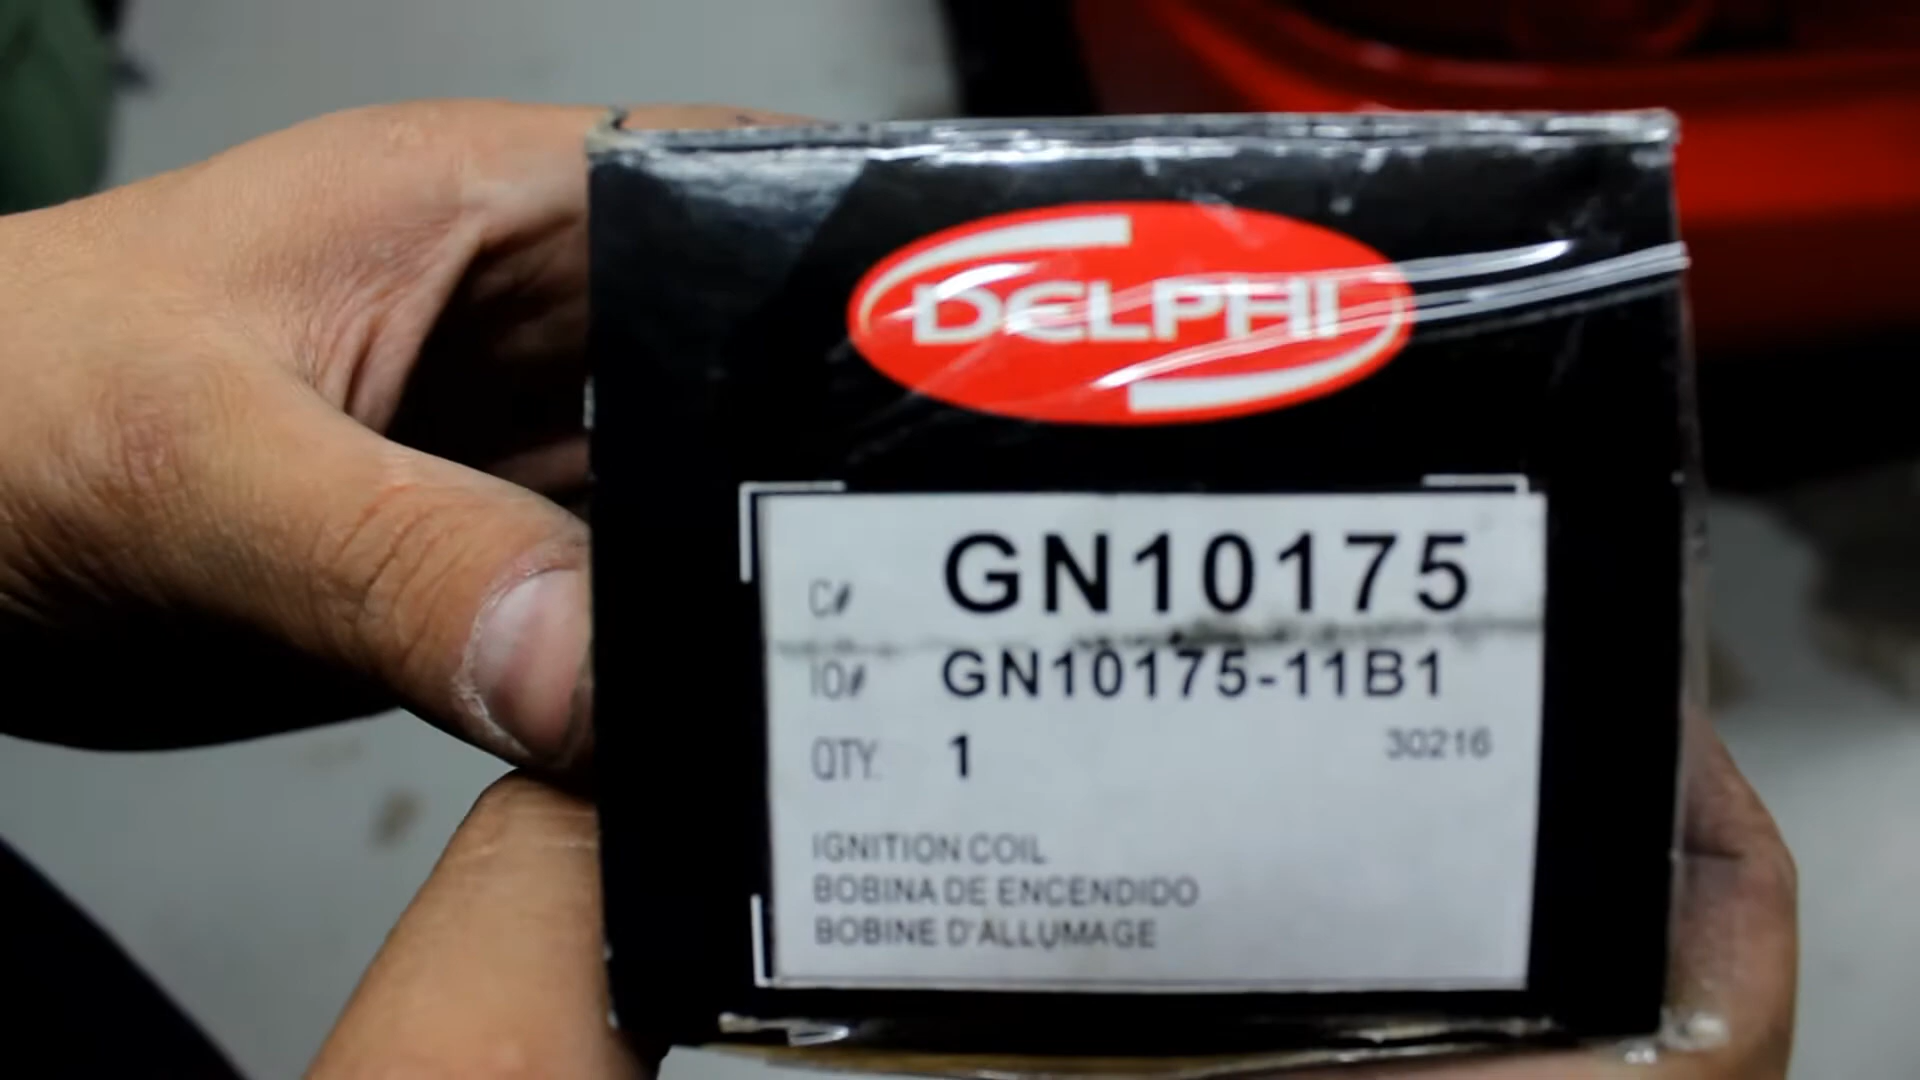 DELPHI
C# GN10175
IO# GN10175-11B1
QTY. 1 30216
IGNITION COIL
BOBINA DE ENCENDIDO
BOBINE D'ALLUMAGE